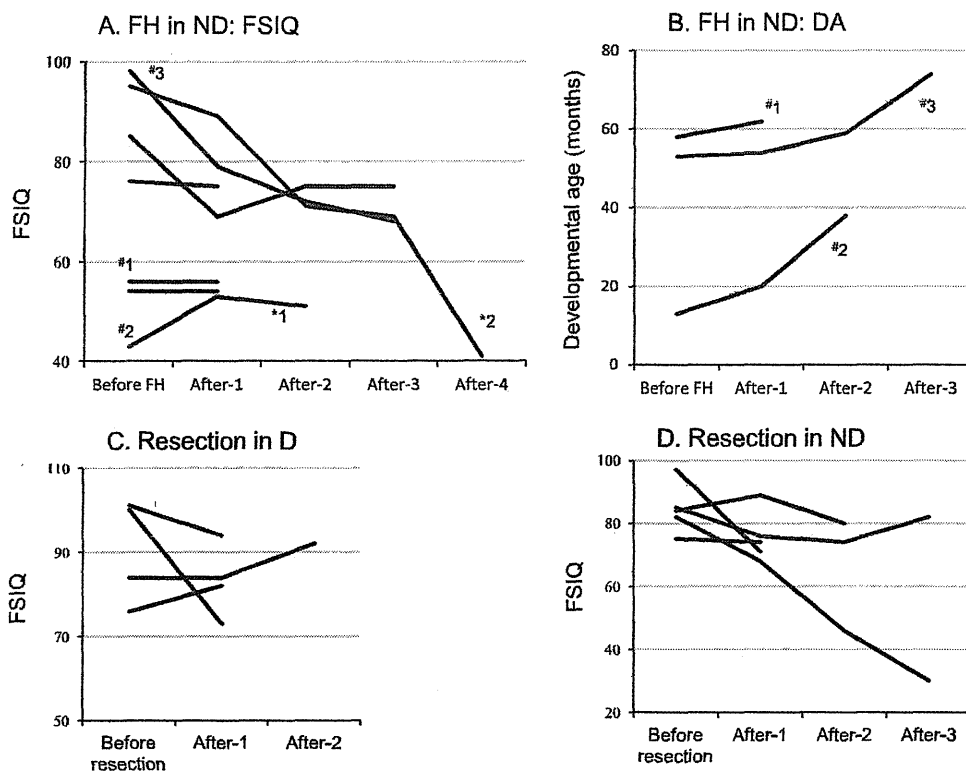 A. FH in ND: FSIQ
100
80
60
40
FSIQ
#3
#1
#2
*1
*2
Before FH After-1 After-2 After-3 After-4
B. FH in ND: DA
80
60
40
20
0
Developmental age (months)
#1
#3
#2
Before FH After-1 After-2 After-3
C. Resection in D
110
90
70
50
FSIQ
Before After-1 After-2
resection
D. Resection in ND
100
80
60
40
20
FSIQ
Before After-1 After-2 After-3
resection